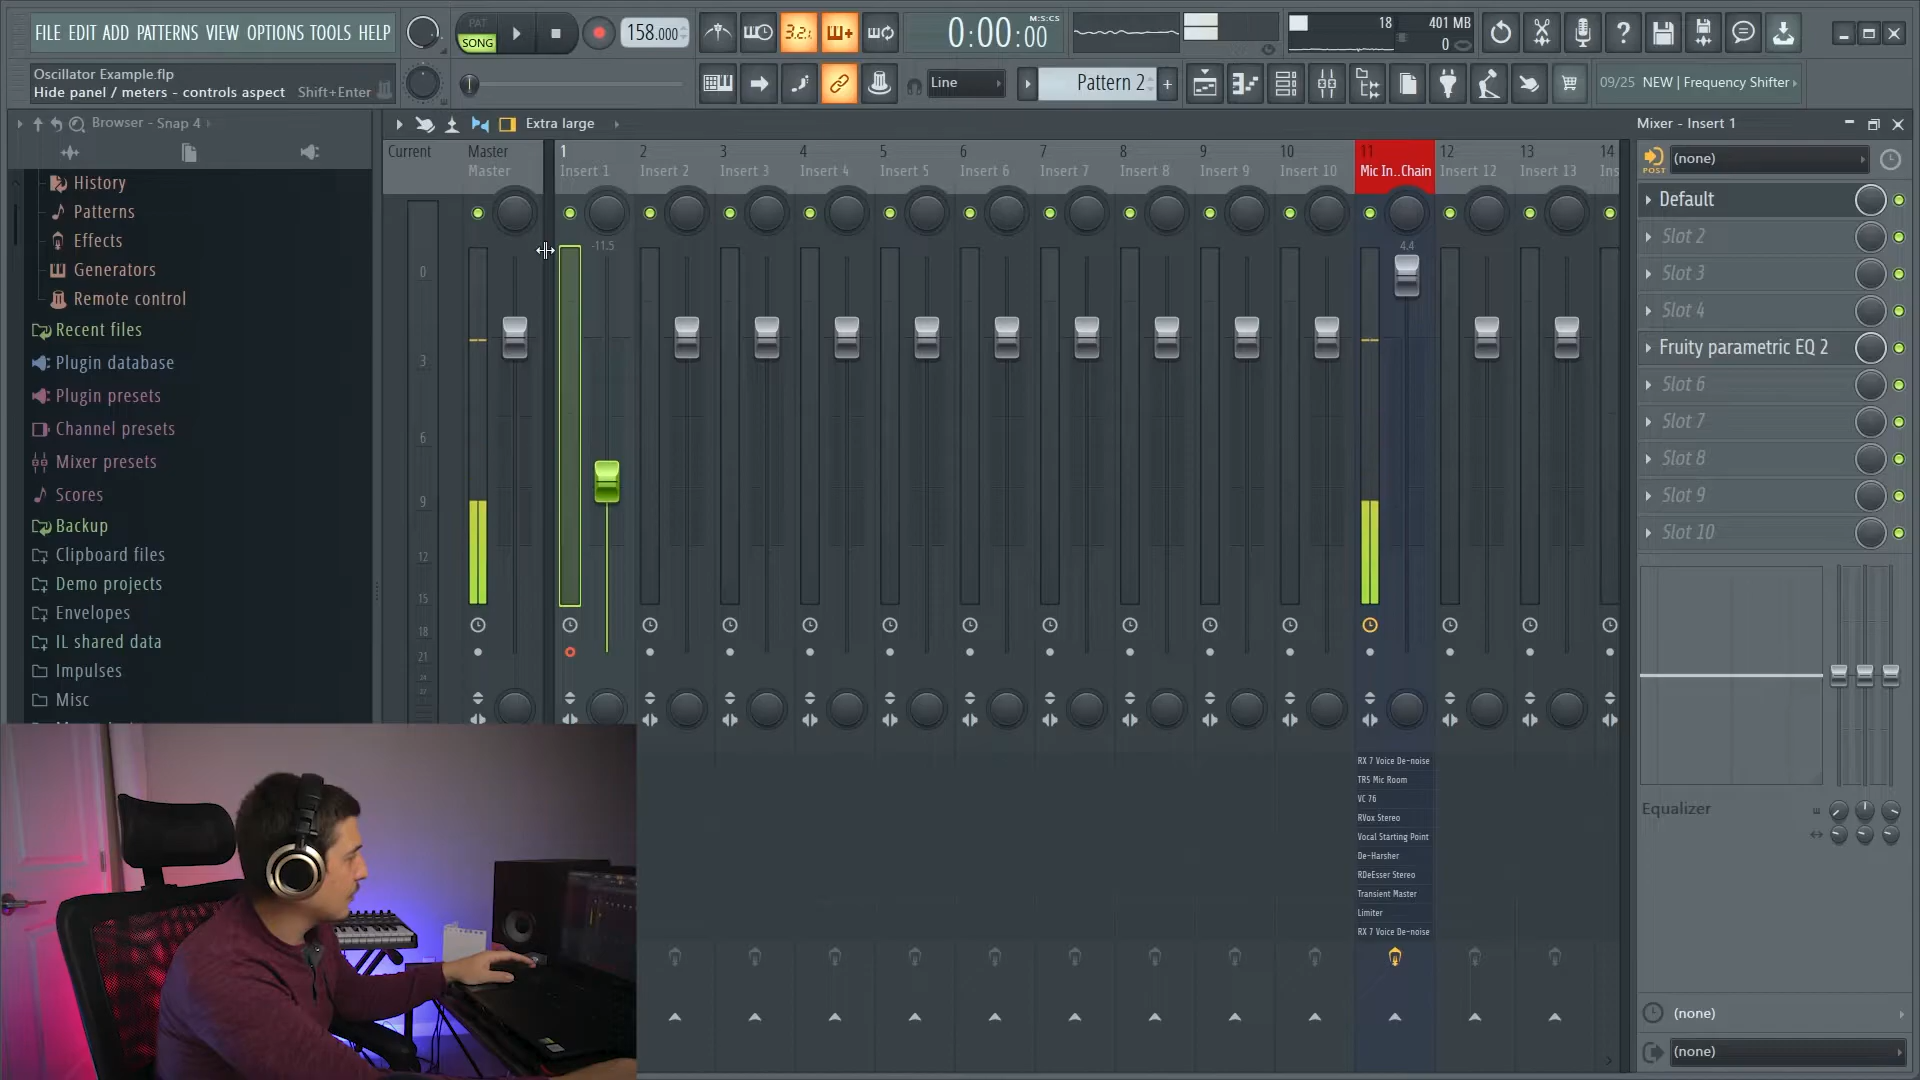 FILE EDIT ADD PATTERNS VIEW OPTIONS TOOLS HELP
PAT
SONG
158.000
3.2.
0:00:00
M:S:CS
18
401 MB
0
Oscillator Example.flp
Hide panel / meters - controls aspect Shift+Enter
Line
Pattern 2
09/25 NEW | Frequency Shifter
Browser - Snap 4
Extra large
Mixer - Insert 1
History
Patterns
Effects
Generators
Remote control
Recent files
Plugin database
Plugin presets
Channel presets
Mixer presets
Scores
Backup
Clipboard files
Demo projects
Envelopes
IL shared data
Impulses
Misc
Current
Master
1 2 3 4 5 6 7 8 9 10 11 12 13 14
Master
Insert 1
Insert 2
Insert 3
Insert 4
Insert 5
Insert 6
Insert 7
Insert 8
Insert 9
Insert 10
Mic In..Chain
Insert 12
Insert 13
Ins
-11.5
4.4
0
3
6
9
12
15
18
21
24
27
RX 7 Voice De-noise
TR5 Mic Room
VC 76
RVox Stereo
Vocal Starting Point
De-Harsher
RDeEsser Stereo
Transient Master
Limiter
RX 7 Voice De-noise
POST
(none)
Default
Slot 2
Slot 3
Slot 4
Fruity parametric EQ 2
Slot 6
Slot 7
Slot 8
Slot 9
Slot 10
Equalizer
(none)
(none)